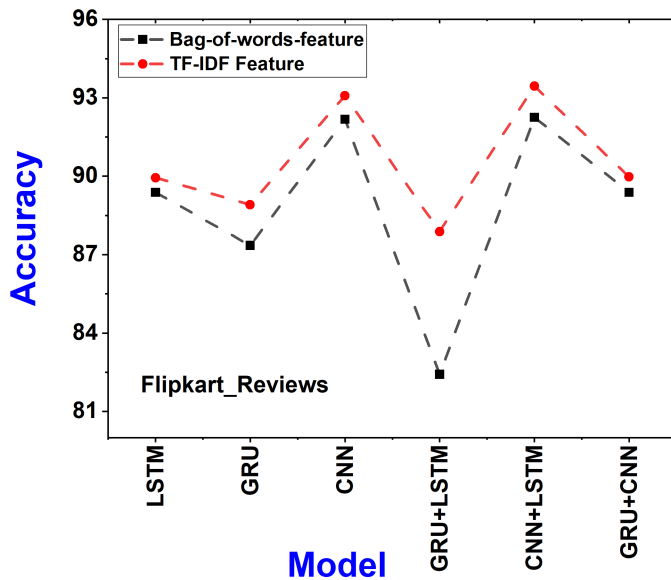 96
93
90
87
84
81
Accuracy
Bag-of-words-feature
TF-IDF Feature
Flipkart_Reviews
LSTM
GRU
CNN
GRU+LSTM
CNN+LSTM
GRU+CNN
Model